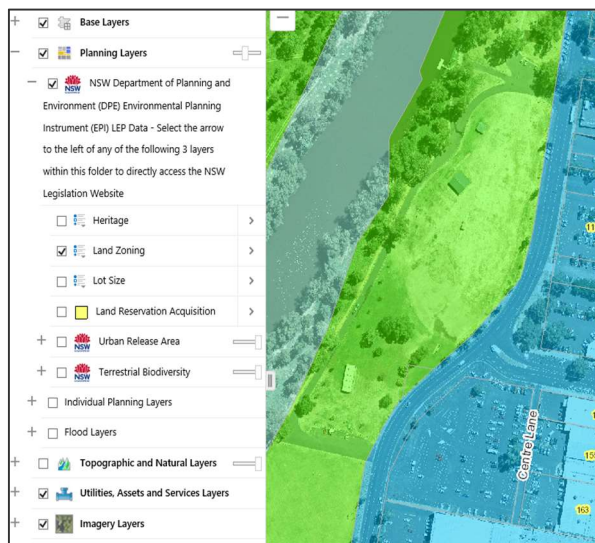 Base Layers
Planning Layers
NSW
NSW Department of Planning and
Environment (DPE) Environmental Planning
Instrument (EPI) LEP Data - Select the arrow
to the left of any of the following 3 layers
within this folder to directly access the NSW
Legislation Website
Heritage
Land Zoning
Lot Size
Land Reservation Acquisition
NSW
Urban Release Area
NSW
Terrestrial Biodiversity
Individual Planning Layers
Flood Layers
Topographic and Natural Layers
Utilities, Assets and Services Layers
Imagery Layers
Centre Lane
163